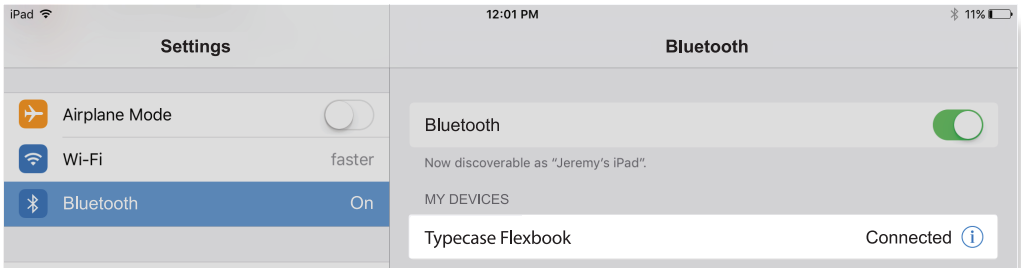 iPad 12:01 PM 11%
Settings
Bluetooth
Airplane Mode
Wi-Fi faster
Bluetooth On
Bluetooth
Now discoverable as “Jeremy’s iPad”.
MY DEVICES
Typecase Flexbook Connected